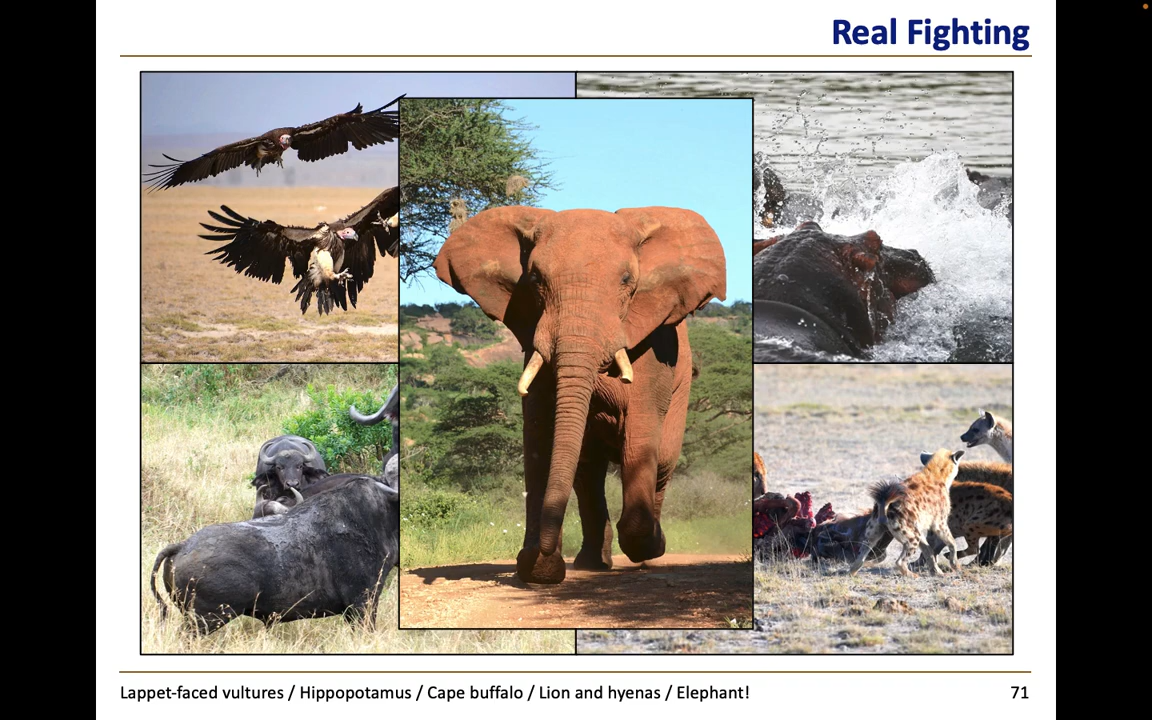 Real Fighting
Lappet-faced vultures / Hippopotamus / Cape buffalo / Lion and hyenas / Elephant!
71